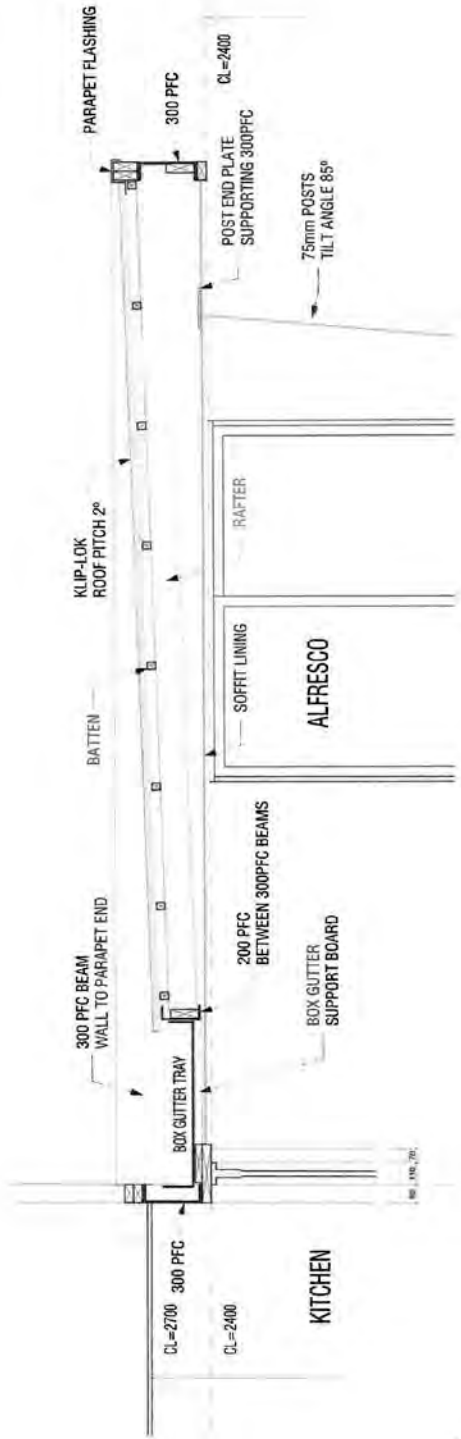 PARAPET FLASHING
300 PFC
CL=2400
POST END PLATE
SUPPORTING 300PFC
75mm POSTS
TILT ANGLE 85º
KLIP-LOK
ROOF PITCH 2º
RAFTER
BATTEN
SOFFIT LINING
ALFRESCO
300 PFC BEAM
WALL TO PARAPET END
200 PFC
BETWEEN 300PFC BEAMS
BOX GUTTER TRAY
BOX GUTTER
SUPPORT BOARD
CL=2700
300 PFC
CL=2400
KITCHEN
70